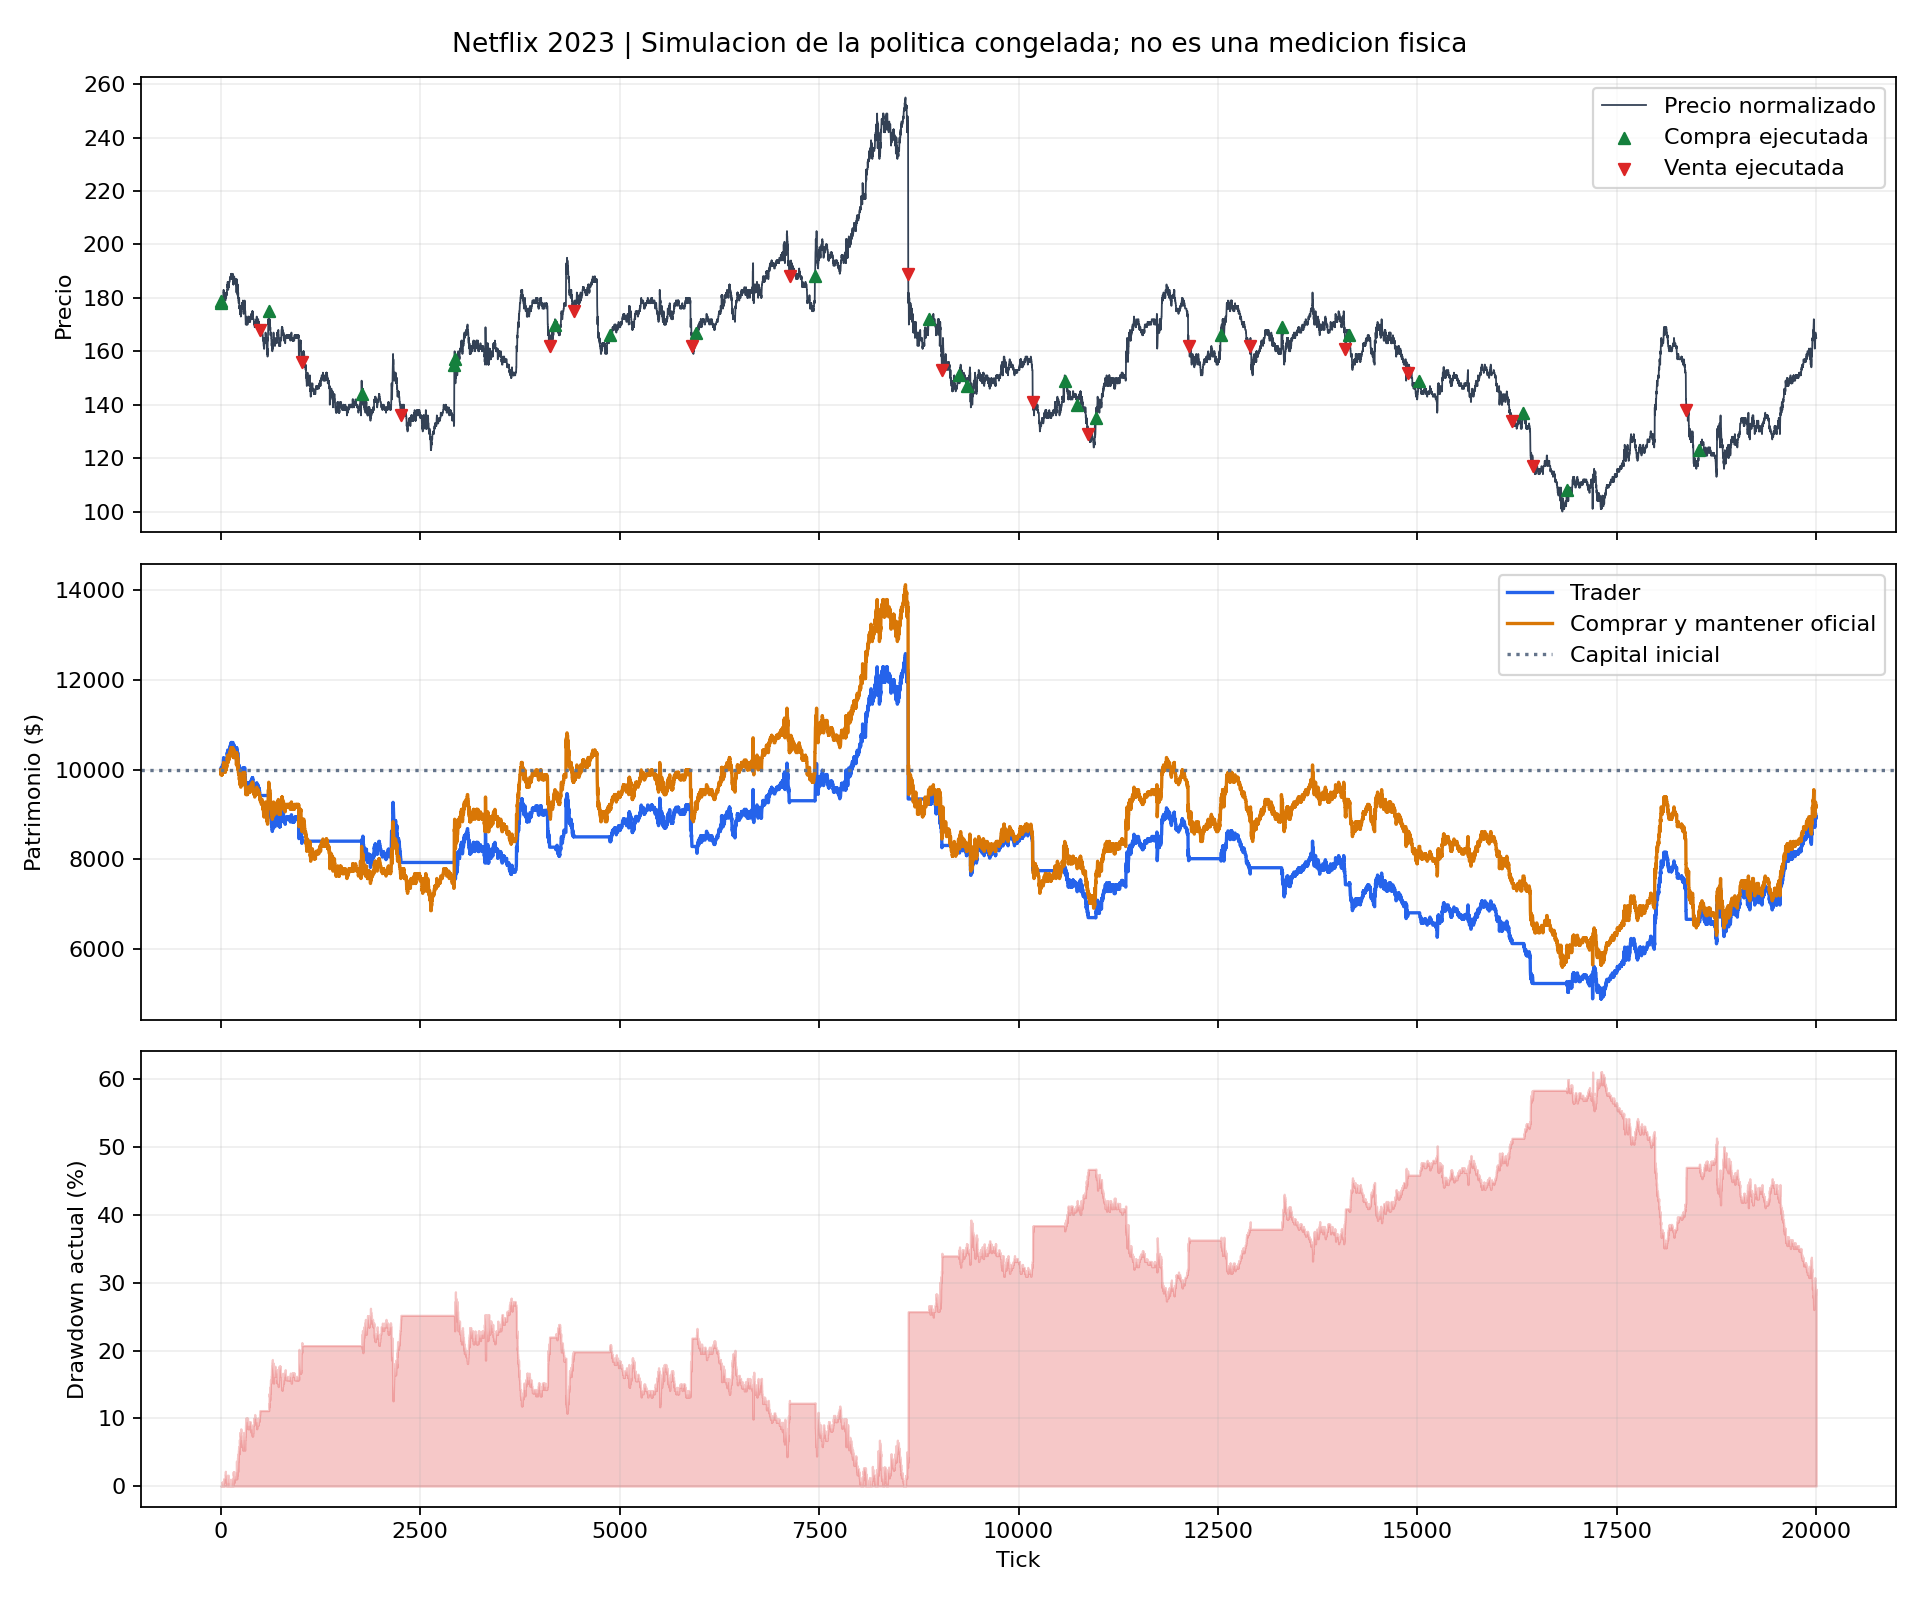 Netflix 2023 | Simulacion de la politica congelada; no es una medicion fisica
260
240
220
200
180
160
140
120
100
Precio
Precio normalizado
Compra ejecutada
Venta ejecutada
14000
12000
10000
8000
6000
Patrimonio ($)
Trader
Comprar y mantener oficial
Capital inicial
60
50
40
30
20
10
0
Drawdown actual (%)
0
2500
5000
7500
10000
12500
15000
17500
20000
Tick